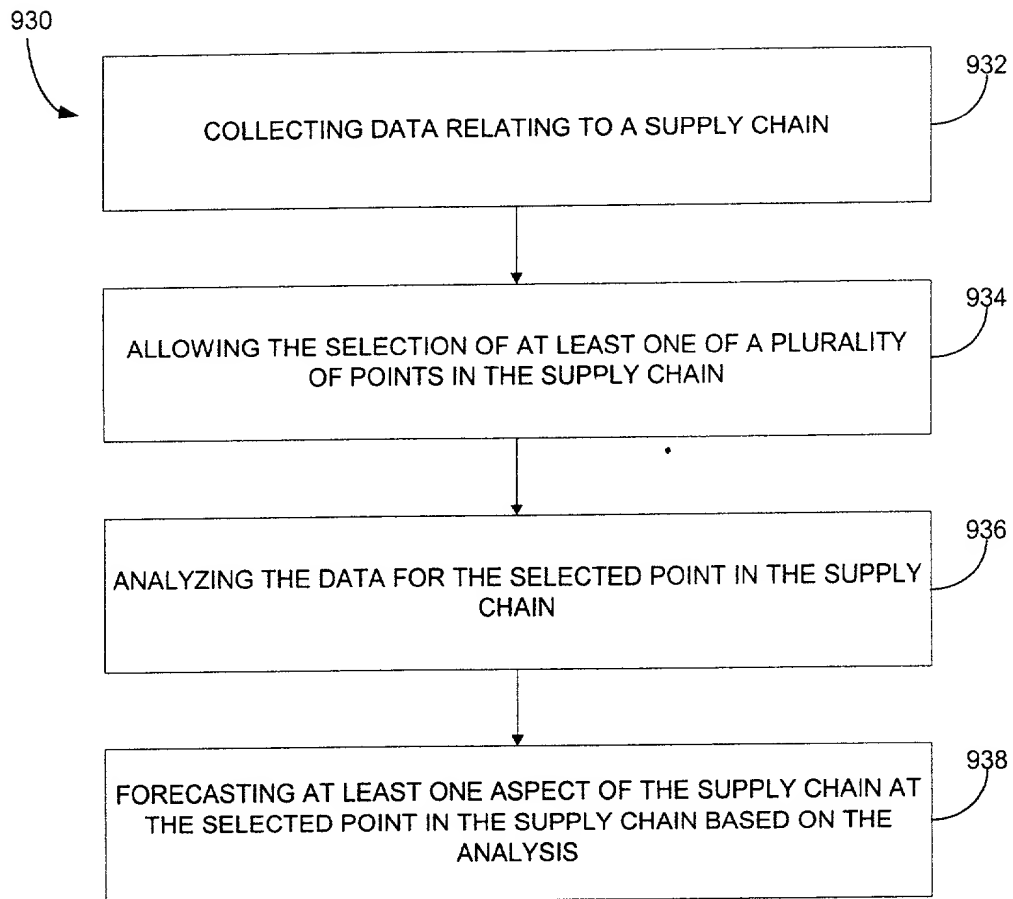 930
932
COLLECTING DATA RELATING TO A SUPPLY CHAIN
934
ALLOWING THE SELECTION OF AT LEAST ONE OF A PLURALITY
OF POINTS IN THE SUPPLY CHAIN
936
ANALYZING THE DATA FOR THE SELECTED POINT IN THE SUPPLY
CHAIN
938
FORECASTING AT LEAST ONE ASPECT OF THE SUPPLY CHAIN AT
THE SELECTED POINT IN THE SUPPLY CHAIN BASED ON THE
ANALYSIS